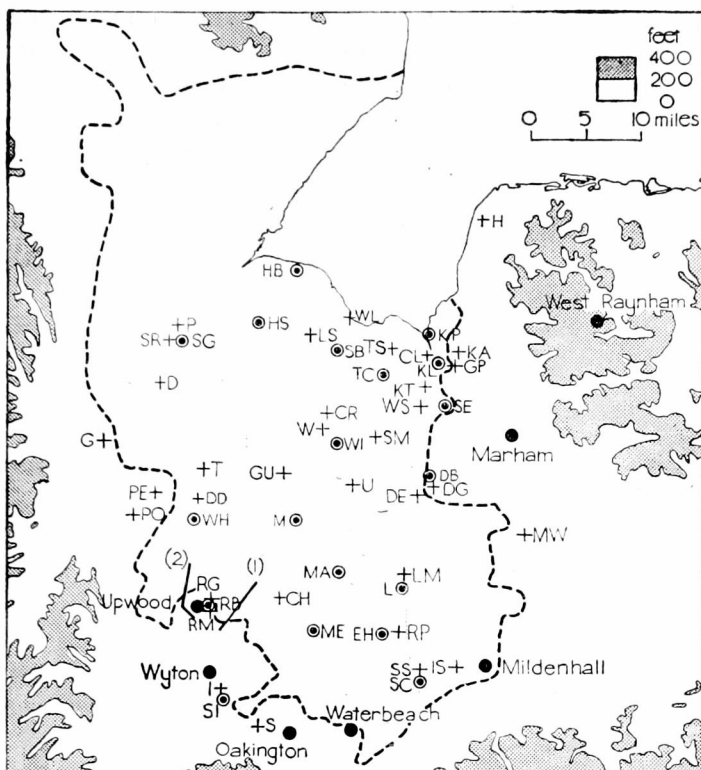 feet
400
200
0
0 5 10 miles
H
HB
West Raynham
P
HS
WL
SR
SG
LS
SB
TS
KP
CL
KA
KL
GP
TC
D
KT
WS
SE
CR
G
W
WI
SM
Marham
T
GU
U
DB
PE
DD
DE
DG
PO
WH
M
MW
(2)
(1)
MA
LM
L
RG
Upwood
RB
CH
RM
ME
EH
RP
Wyton
SS
IS
Mildenhall
SC
I
SI
S
Waterbeach
Oakington